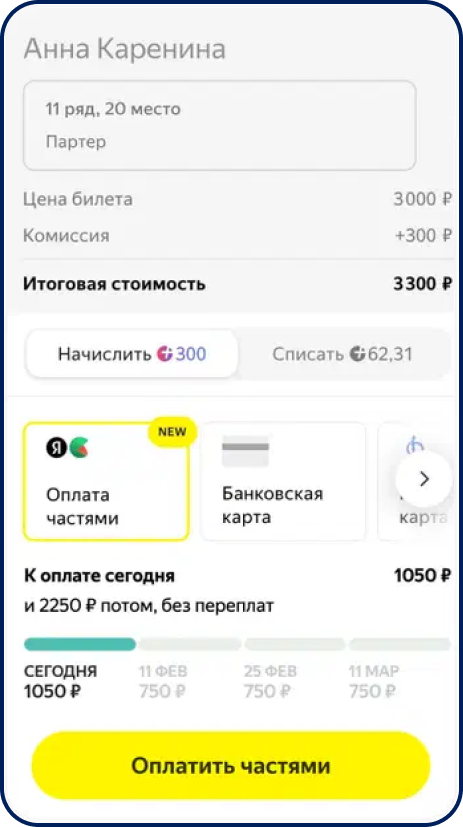 Анна Каренина
11 ряд, 20 место
Партер
Цена билета 3000 ₽
Комиссия +300 ₽
Итоговая стоимость 3300 ₽
Начислить 300 Списать 62,31
NEW
Я
Оплата
частями
Банковская
карта
карта
К оплате сегодня 1050 ₽
и 2250 ₽ потом, без переплат
СЕГОДНЯ 11 ФЕВ 25 ФЕВ 11 МАР
1050 ₽ 750 ₽ 750 ₽ 750 ₽
Оплатить частями